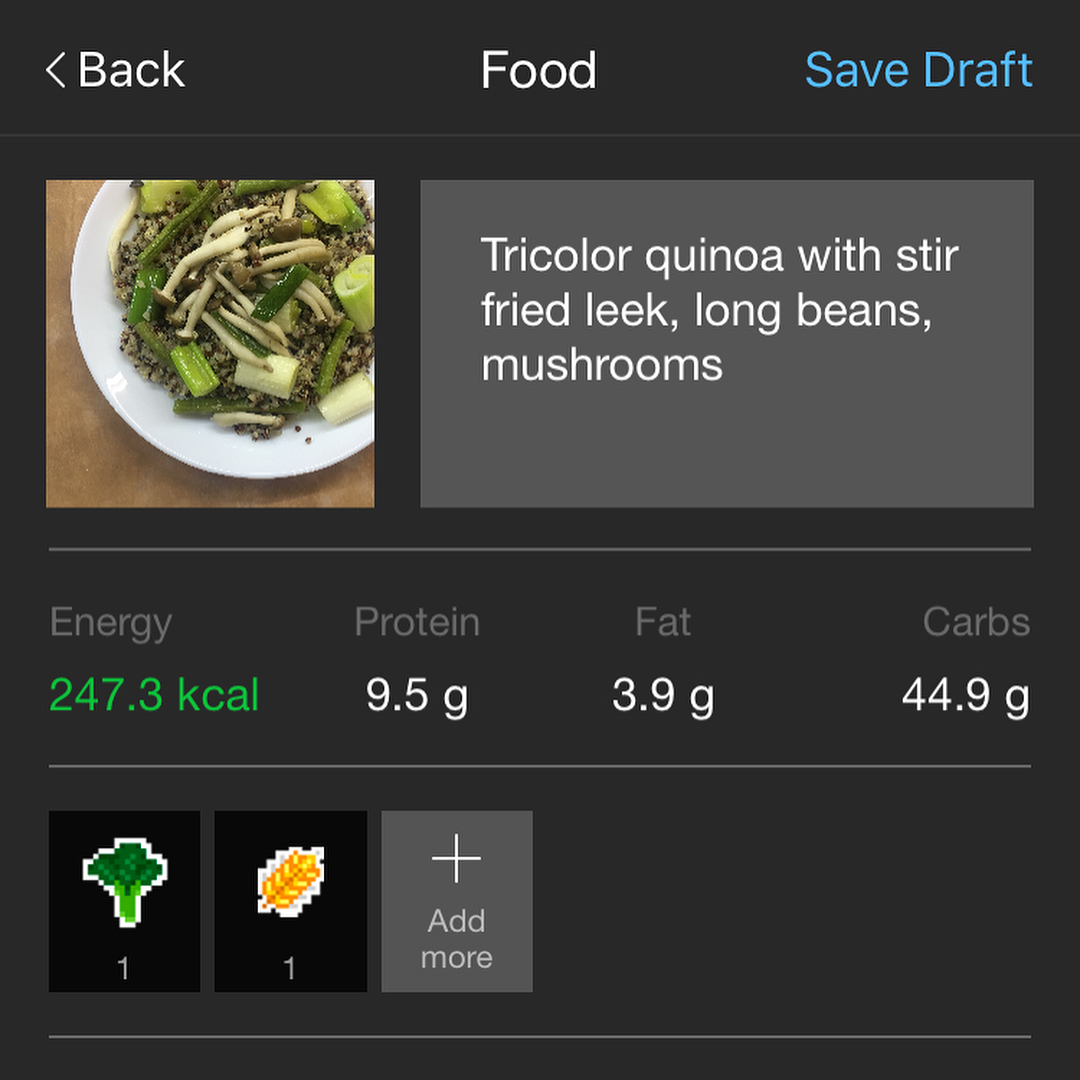 Back
Food
Save Draft
Tricolor quinoa with stir
fried leek, long beans,
mushrooms
Energy
Protein
Fat
Carbs
247.3 kcal
9.5 g
3.9 g
44.9 g
1
1
Add
more